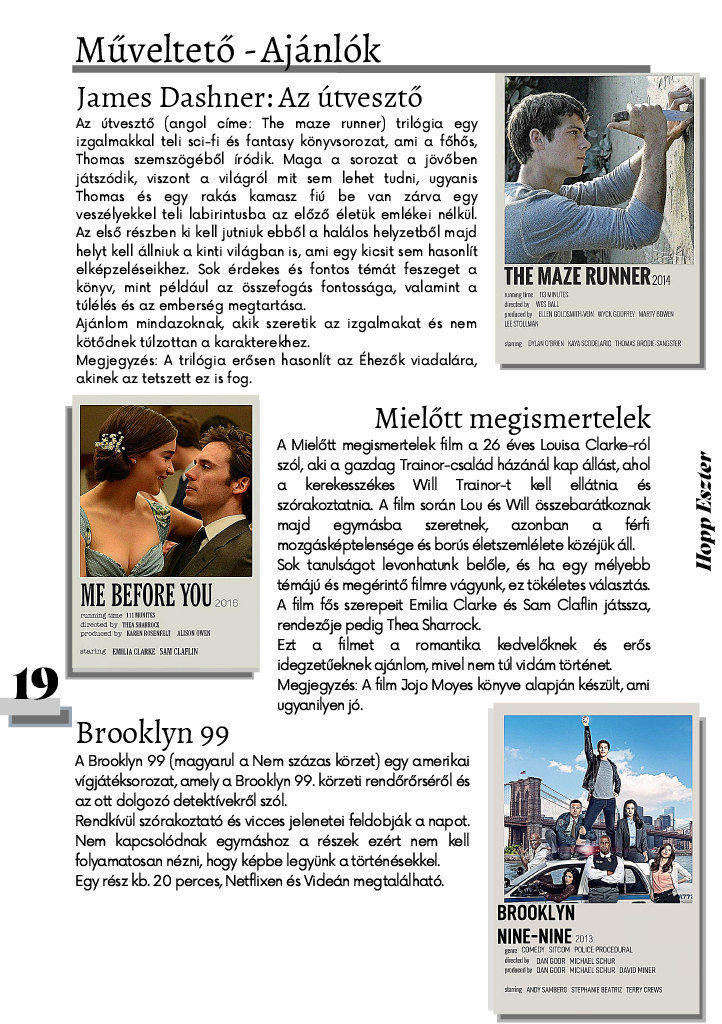 Műveltető - Ajánlók
James Dashner: Az útvesztő
Az útvesztő (angol címe: The maze runner) trilógia egy
izgalmakkal teli sci-fi és fantasy könyvsorozat, ami a főhős,
Thomas szemszögéből íródik. Maga a sorozat a jövőben
játszódik, viszont a világról mit sem lehet tudni, ugyanis
Thomas és egy rakás kamasz fiú be van zárva egy
veszélyekkel teli labirintusba az előző életük emlékei nélkül.
Az első részben ki kell jutniuk ebből a halálos helyzetből majd
helyt kell állniuk a kinti világban is, ami egy kicsit sem hasonlít
elképzeléseikhez. Sok érdekes és fontos témát feszeget a
könyv, mint például az összefogás fontossága, valamint a
túlélés és az emberség megtartása.
Ajánlom mindazoknak, akik szeretik az izgalmakat és nem
kötődnek túlzottan a karakterekhez.
Megjegyzés: A trilógia erősen hasonlít az Éhezők viadalára,
akinek az tetszett ez is fog.
THE MAZE RUNNER 2014
running time 113 MINUTES
directed by WES BALL
produced by ELLEN GOLDSMITH-VEIN WYCK GODFREY MARTY BOWEN
LEE STOLLMAN
starring DYLAN O'BRIEN KAYA SCODELARIO THOMAS BRODIE-SANGSTER
Mielőtt megismertelek
A Mielőtt megismertelek film a 26 éves Louisa Clarke-ról
szól, aki a gazdag Trainor-család házánál kap állást, ahol
a kerekesszékes Will Trainor-t kell ellátnia és
szórakoztatnia. A film során Lou és Will összebarátkoznak
majd egymásba szeretnek, azonban a férfi
mozgásképtelensége és borús életszemlélete közéjük áll.
Sok tanulságot levonhatunk belőle, és ha egy mélyebb
témájú és megérintő filmre vágyunk, ez tökéletes választás.
A film fős szerepeit Emilia Clarke és Sam Claflin játssza,
rendezője pedig Thea Sharrock.
Ezt a filmet a romantika kedvelőknek és erős
idegzetűeknek ajánlom, mivel nem túl vidám történet.
Megjegyzés: A film Jojo Moyes könyve alapján készült, ami
ugyanilyen jó.
ME BEFORE YOU 2016
running time 111 MINUTES
directed by THEA SHARROCK
produced by KAREN ROSENFELT ALISON OWEN
starring EMILIA CLARKE SAM CLAFLIN
Hopp Eszter
19
Brooklyn 99
A Brooklyn 99 (magyarul a Nem százas körzet) egy amerikai
vígjátéksorozat, amely a Brooklyn 99. körzeti rendőrőrséről és
az ott dolgozó detektívekről szól.
Rendkívül szórakoztató és vicces jelenetei feldobják a napot.
Nem kapcsolódnak egymáshoz a részek ezért nem kell
folyamatosan nézni, hogy képbe legyünk a történésekkel.
Egy rész kb. 20 perces, Netflixen és Videán megtalálható.
BROOKLYN
NINE-NINE 2013
genre COMEDY SITCOM POLICE PROCEDURAL
directed by DAN GOOR MICHAEL SCHUR
produced by DAN GOOR MICHAEL SCHUR DAVID MINER
starring ANDY SAMBERG STEPHANIE BEATRIZ TERRY CREWS